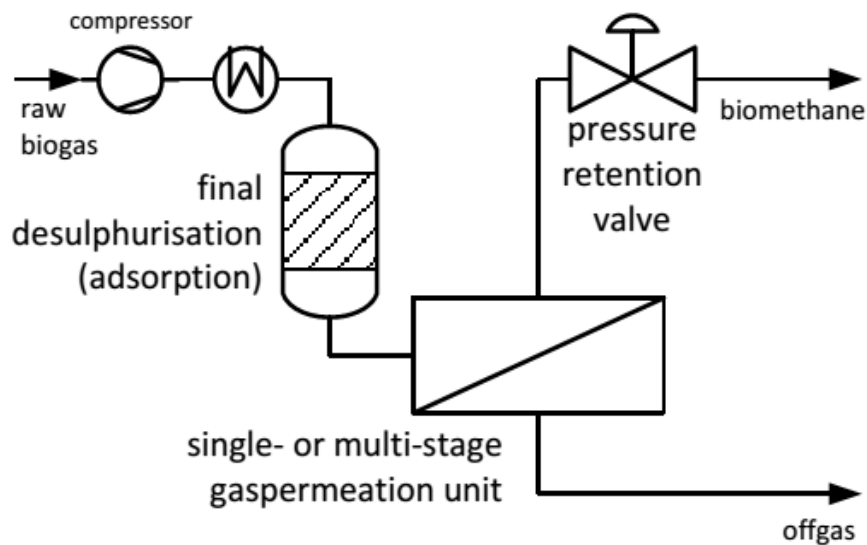 compressor
raw
biogas
final
desulphurisation
(adsorption)
pressure
retention
valve
biomethane
single- or multi-stage
gaspermeation unit
offgas